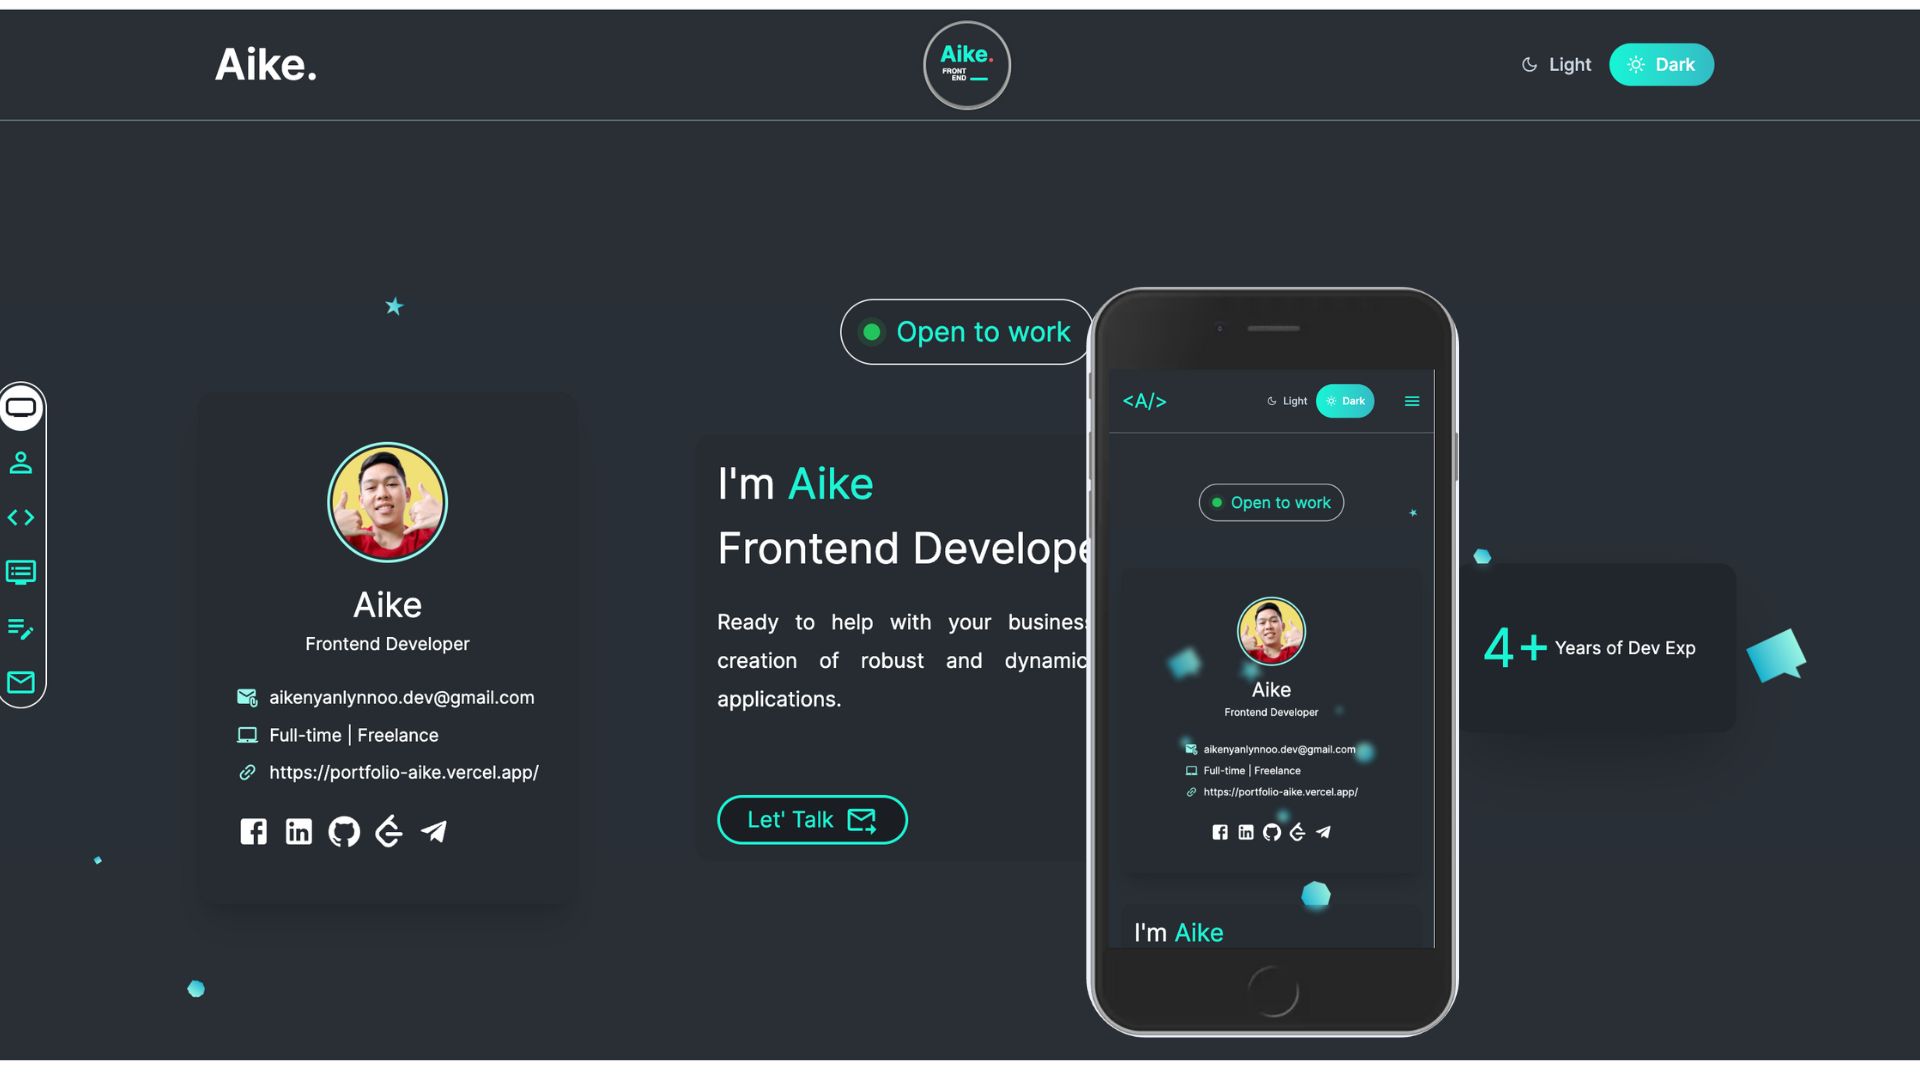 Aike.
Aike.
FRONT
END
Light
Dark
Open to work
Aike
Frontend Developer
aikenyanlynnoo.dev@gmail.com
Full-time | Freelance
https://portfolio-aike.vercel.app/
I'm Aike
Frontend Develope
Ready to help with your business
creation of robust and dynamic
applications.
Let' Talk
<A/>
Light
Dark
Open to work
Aike
Frontend Developer
aikenyanlynnoo.dev@gmail.com
Full-time | Freelance
https://portfolio-aike.vercel.app/
I'm Aike
4+ Years of Dev Exp